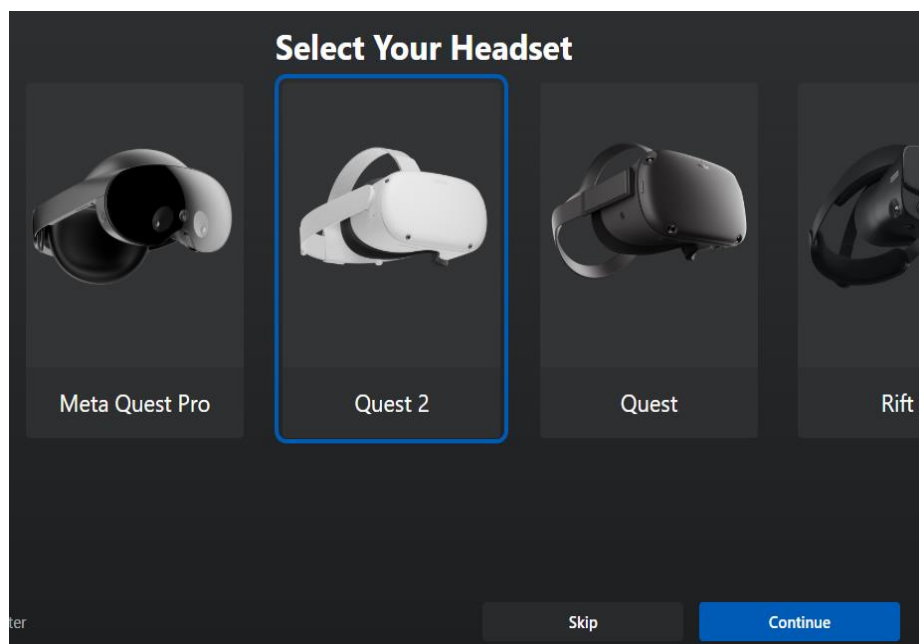 Select Your Headset
Meta Quest Pro
Quest 2
Quest
Rift
ter
Skip
Continue